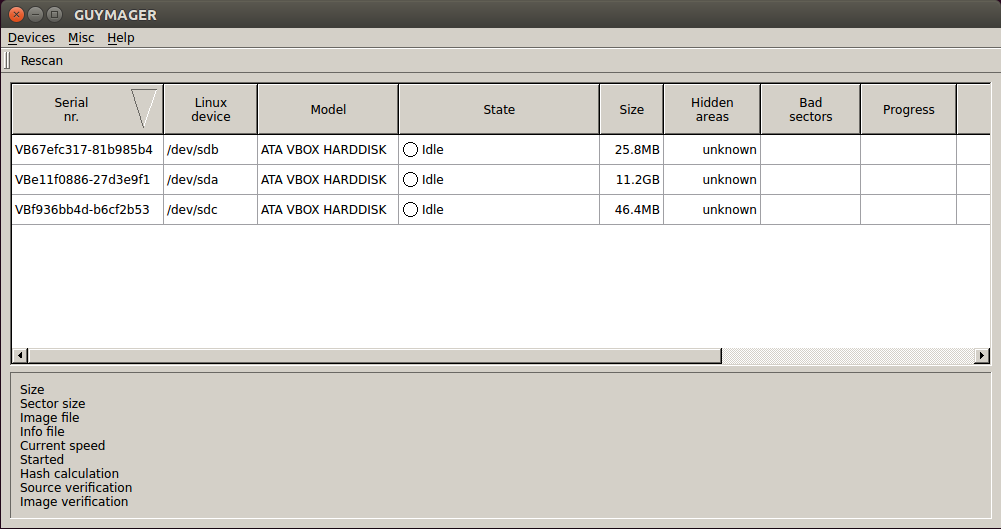 GUYMAGER
Devices Misc Help
Rescan
Serial nr. Linux device Model State Size Hidden areas Bad sectors Progress
VB67efc317-81b985b4 /dev/sdb ATA VBOX HARDDISK Idle 25.8MB unknown
VBe11f0886-27d3e9f1 /dev/sda ATA VBOX HARDDISK Idle 11.2GB unknown
VBf936bb4d-b6cf2b53 /dev/sdc ATA VBOX HARDDISK Idle 46.4MB unknown
Size
Sector size
Image file
Info file
Current speed
Started
Hash calculation
Source verification
Image verification